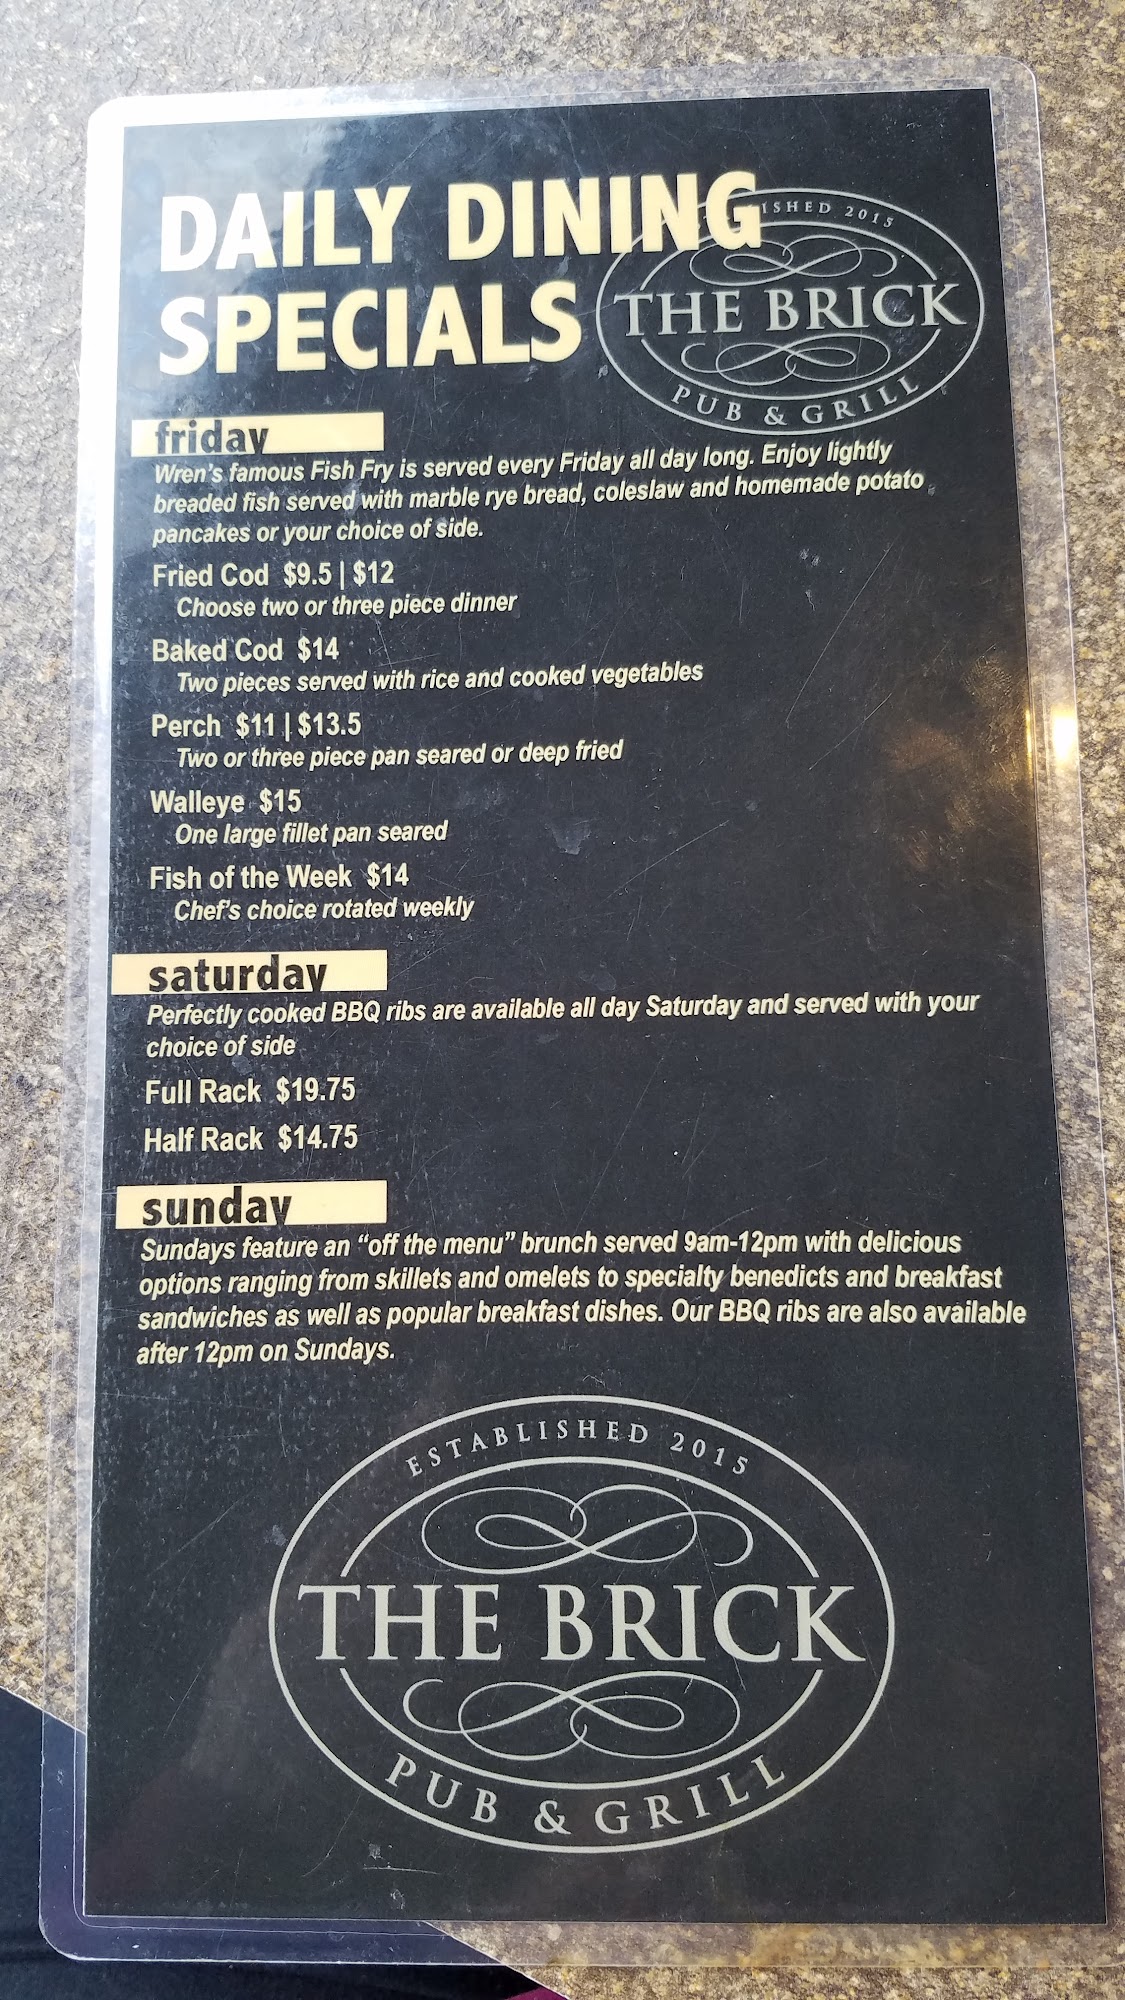 DAILY DINING
SPECIALS
ISHED 2015
THE BRICK
PUB & GRILL
friday
Wren's famous Fish Fry is served every Friday all day long. Enjoy lightly
breaded fish served with marble rye bread, coleslaw and homemade potato
pancakes or your choice of side.
Fried Cod $9.5 | $12
Choose two or three piece dinner
Baked Cod $14
Two pieces served with rice and cooked vegetables
Perch $11 | $13.5
Two or three piece pan seared or deep fried
Walleye $15
One large fillet pan seared
Fish of the Week $14
Chef's choice rotated weekly
saturday
Perfectly cooked BBQ ribs are available all day Saturday and served with your
choice of side
Full Rack $19.75
Half Rack $14.75
sunday
Sundays feature an "off the menu" brunch served 9am-12pm with delicious
options ranging from skillets and omelets to specialty benedicts and breakfast
sandwiches as well as popular breakfast dishes. Our BBQ ribs are also available
after 12pm on Sundays.
ESTABLISHED 2015
THE BRICK
PUB & GRILL